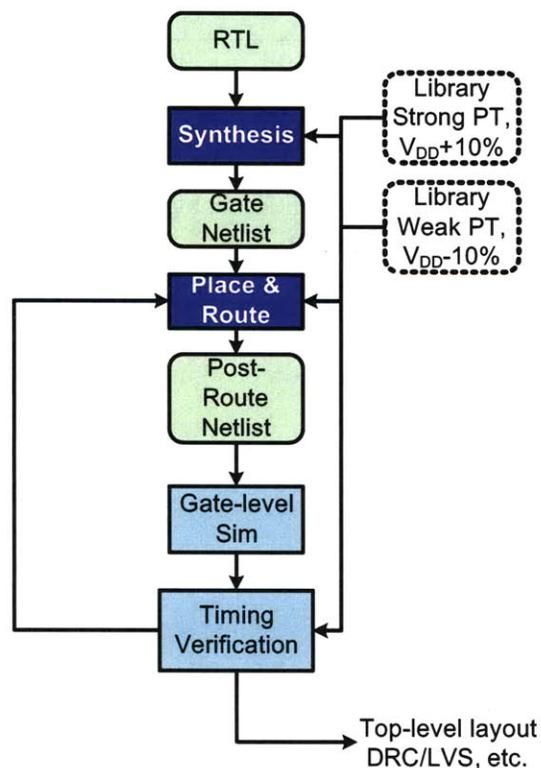 RTL
Synthesis
Gate
Netlist
Place &
Route
Post-
Route
Netlist
Gate-level
Sim
Timing
Verification
Library
Strong PT,
VDD+10%
Library
Weak PT,
VDD-10%
Top-level layout
DRC/LVS, etc.